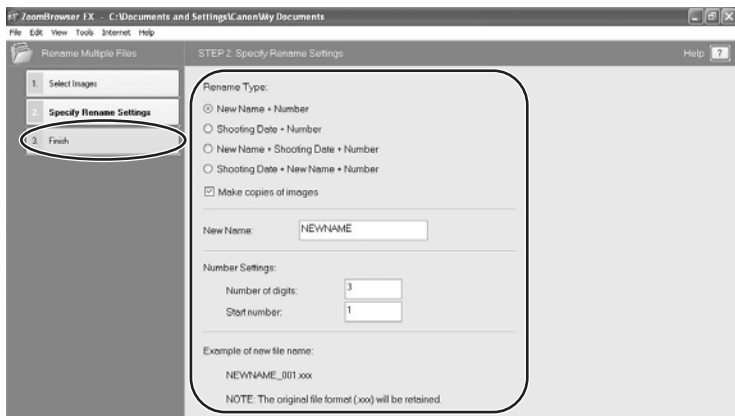 ZoomBrowser EX - C:\Documents and Settings\Canon\My Documents
File Edit View Tools Internet Help
Rename Multiple Files
STEP 2: Specify Rename Settings
Help ?
1. Select Images
2. Specify Rename Settings
3. Finish
Rename Type:
New Name + Number
Shooting Date + Number
New Name + Shooting Date + Number
Shooting Date + New Name + Number
Make copies of images
New Name: NEWNAME
Number Settings:
Number of digits: 3
Start number: 1
Example of new file name:
NEWNAME_001.xxx
NOTE: The original file format (.xxx) will be retained.